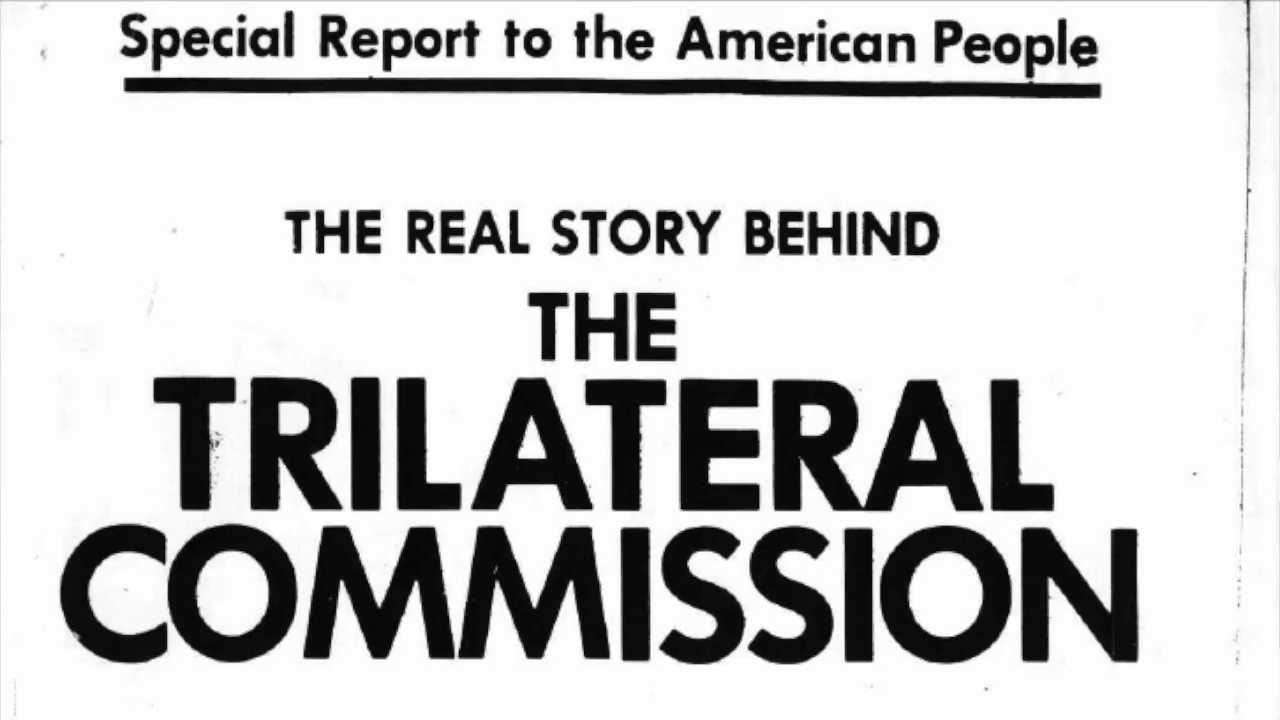 Special Report to the American People
THE REAL STORY BEHIND
THE
TRILATERAL
COMMISSION